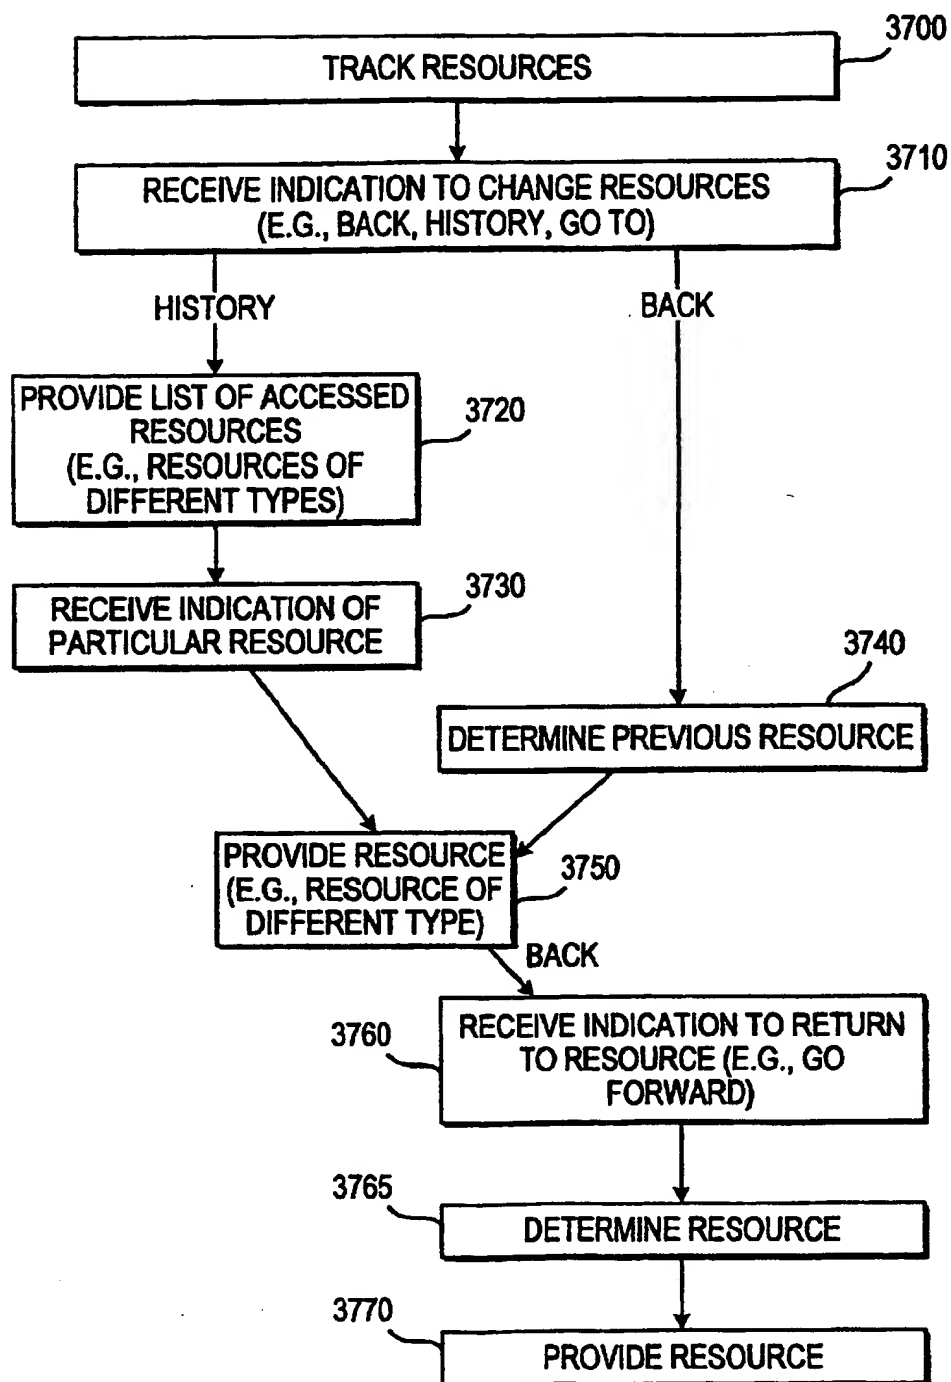 3700
TRACK RESOURCES
3710
RECEIVE INDICATION TO CHANGE RESOURCES
(E.G., BACK, HISTORY, GO TO)
HISTORY
BACK
PROVIDE LIST OF ACCESSED
RESOURCES
(E.G., RESOURCES OF
DIFFERENT TYPES)
3720
3730
RECEIVE INDICATION OF
PARTICULAR RESOURCE
3740
DETERMINE PREVIOUS RESOURCE
PROVIDE RESOURCE
(E.G., RESOURCE OF
DIFFERENT TYPE)
3750
BACK
3760
RECEIVE INDICATION TO RETURN
TO RESOURCE (E.G., GO
FORWARD)
3765
DETERMINE RESOURCE
3770
PROVIDE RESOURCE